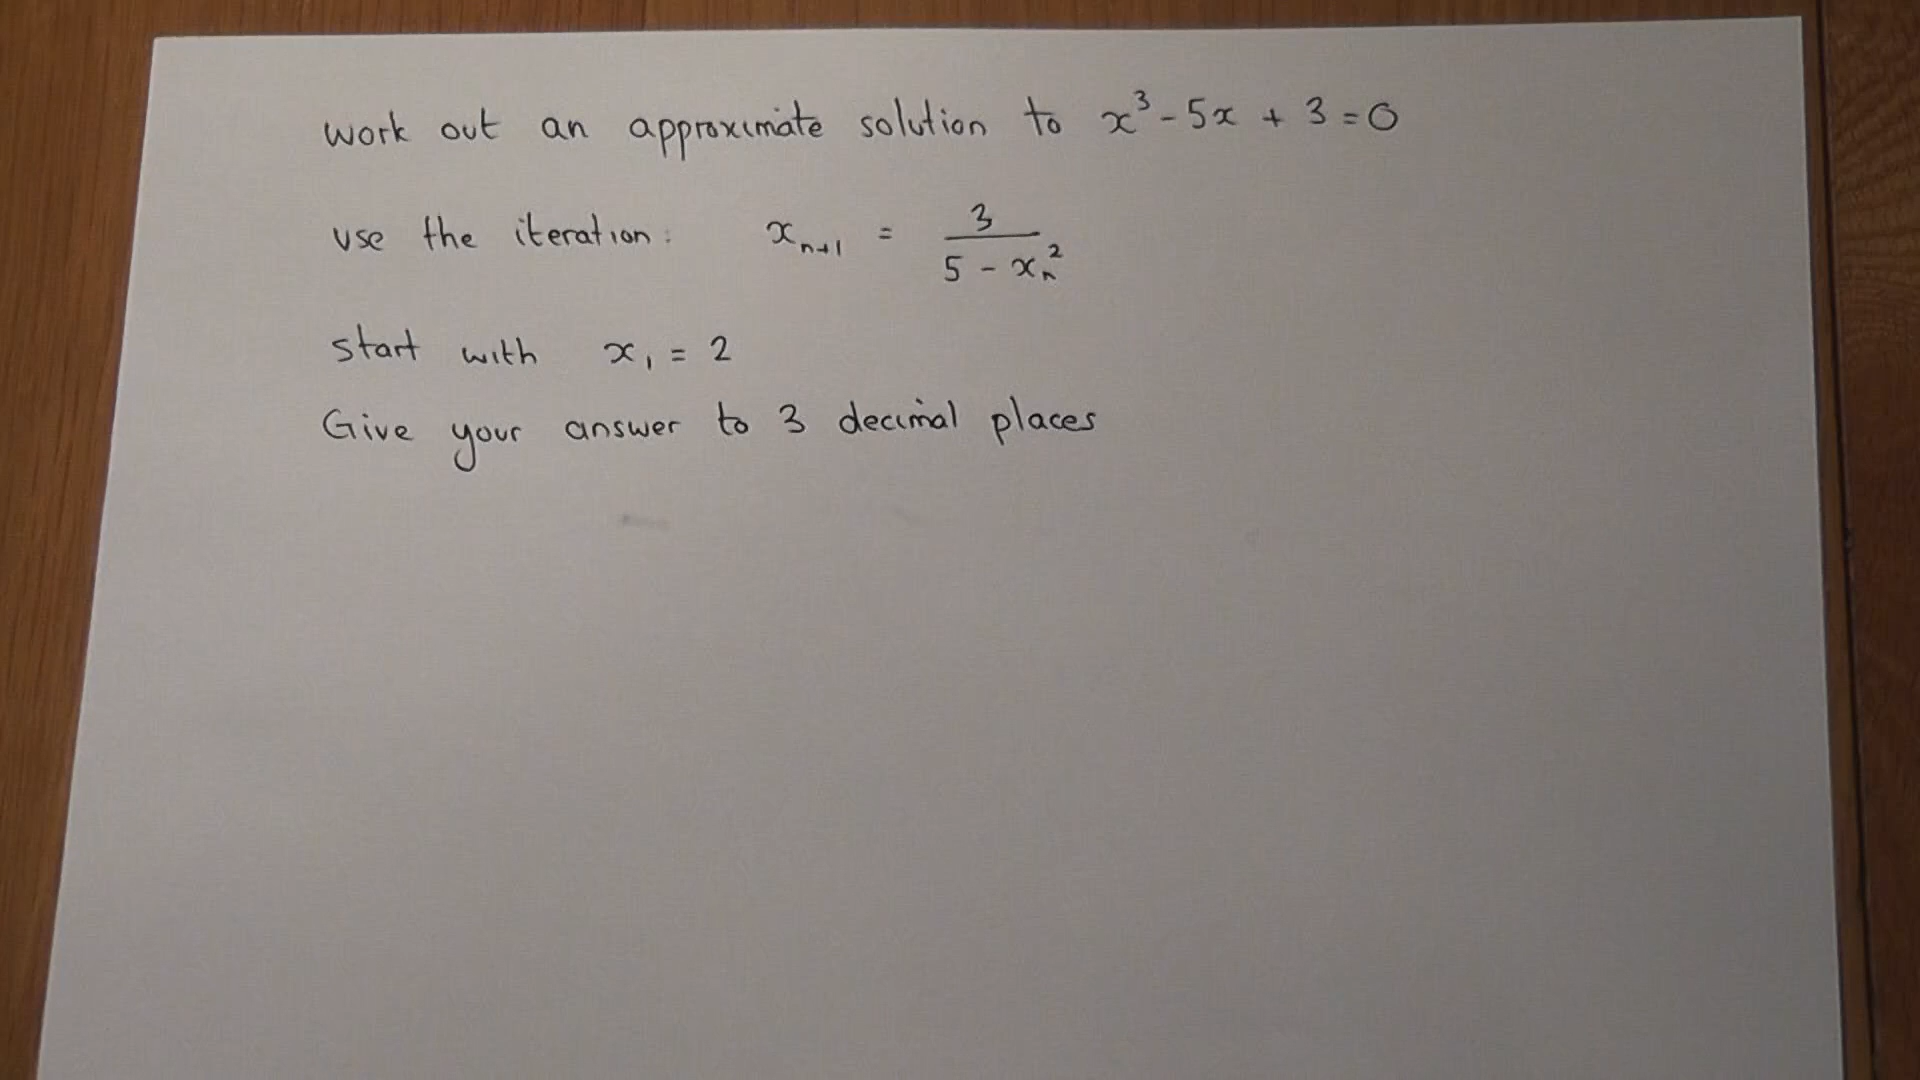 work out an approximate solution to x³ - 5x + 3 = 0
use the iteration: xₙ₊₁ = 3 / (5 - xₙ²)
start with x₁ = 2
Give your answer to 3 decimal places